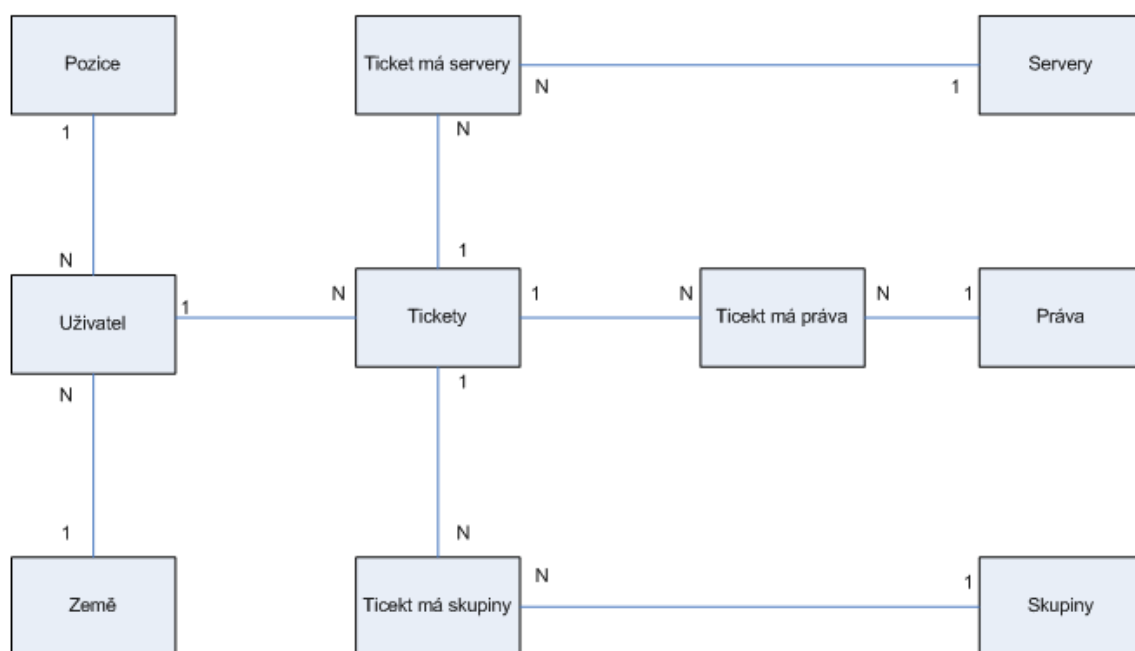 Pozice
Ticket má servery
Servery
N
1
1
N
N
1
Uživatel
1
N
Tickety
1
N
Ticekt má práva
N
1
Práva
N
1
1
N
N
1
Země
Ticekt má skupiny
Skupiny